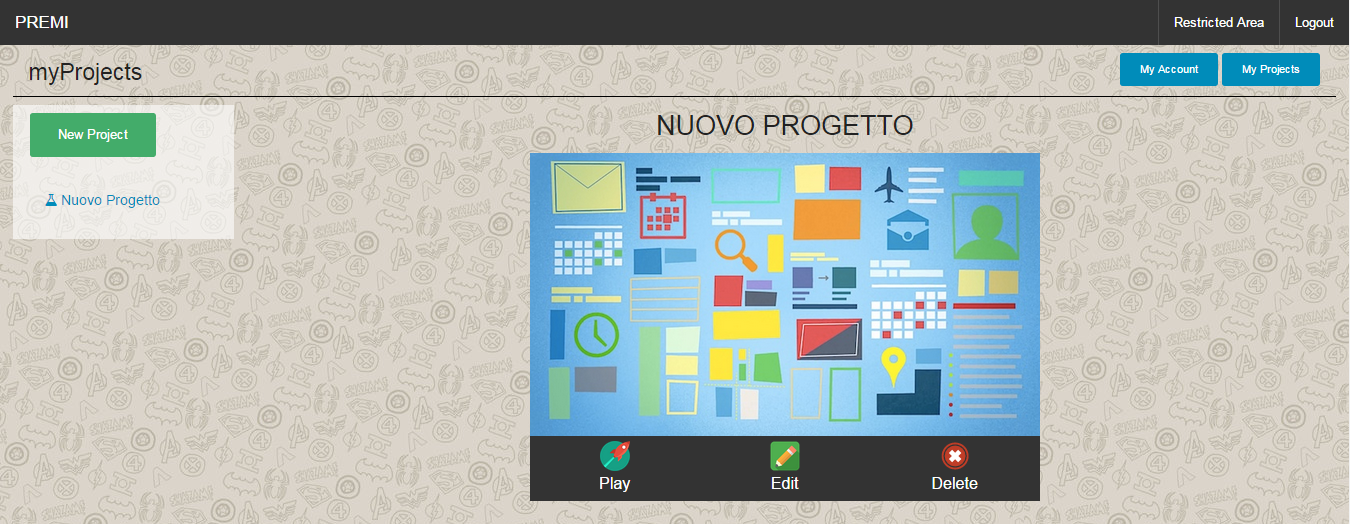 PREMI
Restricted Area
Logout
myProjects
My Account
My Projects
New Project
Nuovo Progetto
NUOVO PROGETTO
Play
Edit
Delete